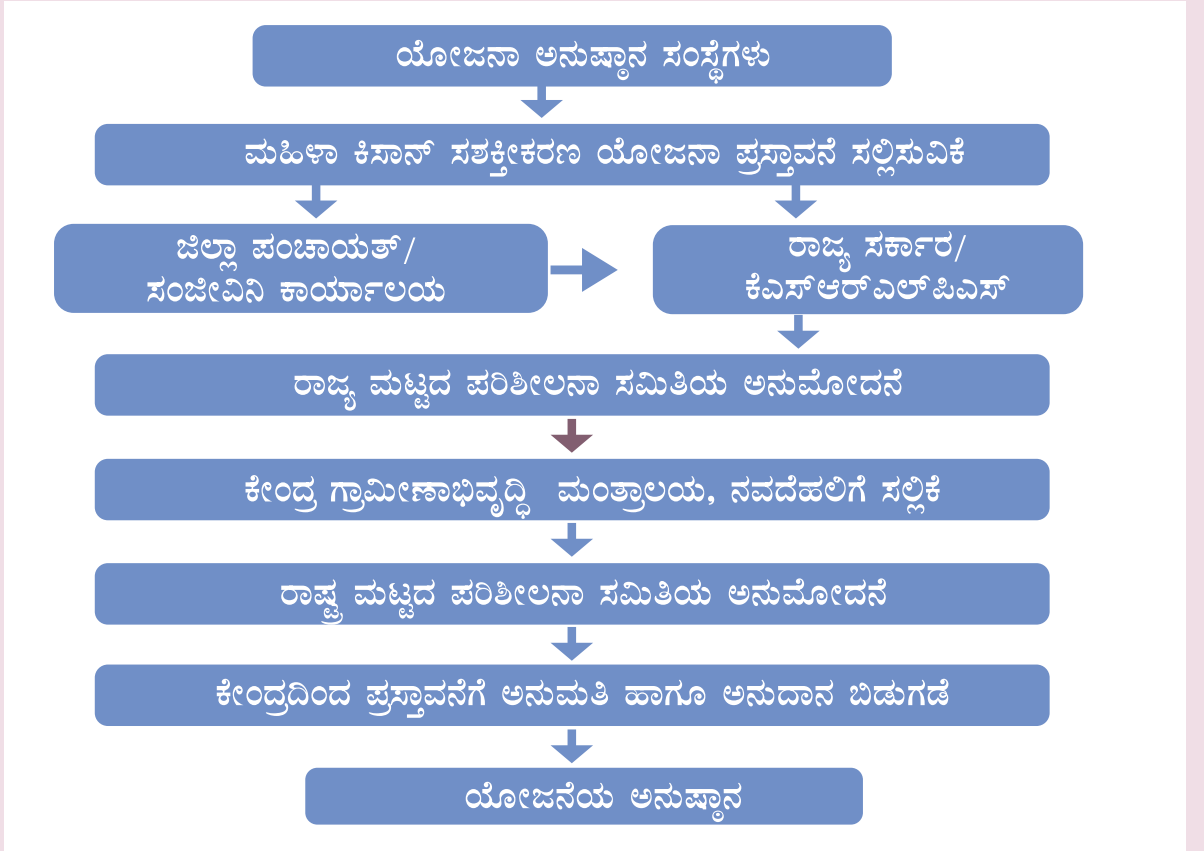 ಯೋಜನಾ ಅನುಷ್ಠಾನ ಸಂಸ್ಥೆಗಳು
ಮಹಿಳಾ ಕಿಸಾನ್ ಸಶಕ್ತೀಕರಣ ಯೋಜನಾ ಪ್ರಸ್ತಾವನೆ ಸಲ್ಲಿಸುವಿಕೆ
ಜಿಲ್ಲಾ ಪಂಚಾಯತ್/
ಸಂಜೀವಿನಿ ಕಾರ್ಯಾಲಯ
ರಾಜ್ಯ ಸರ್ಕಾರ/
ಕೆಎಸ್‌ಆರ್‌ಎಲ್‌ಪಿಎಸ್
ರಾಜ್ಯ ಮಟ್ಟದ ಪರಿಶೀಲನಾ ಸಮಿತಿಯ ಅನುಮೋದನೆ
ಕೇಂದ್ರ ಗ್ರಾಮೀಣಾಭಿವೃದ್ಧಿ ಮಂತ್ರಾಲಯ, ನವದೆಹಲಿಗೆ ಸಲ್ಲಿಕೆ
ರಾಷ್ಟ್ರ ಮಟ್ಟದ ಪರಿಶೀಲನಾ ಸಮಿತಿಯ ಅನುಮೋದನೆ
ಕೇಂದ್ರದಿಂದ ಪ್ರಸ್ತಾವನೆಗೆ ಅನುಮತಿ ಹಾಗೂ ಅನುದಾನ ಬಿಡುಗಡೆ
ಯೋಜನೆಯ ಅನುಷ್ಠಾನ